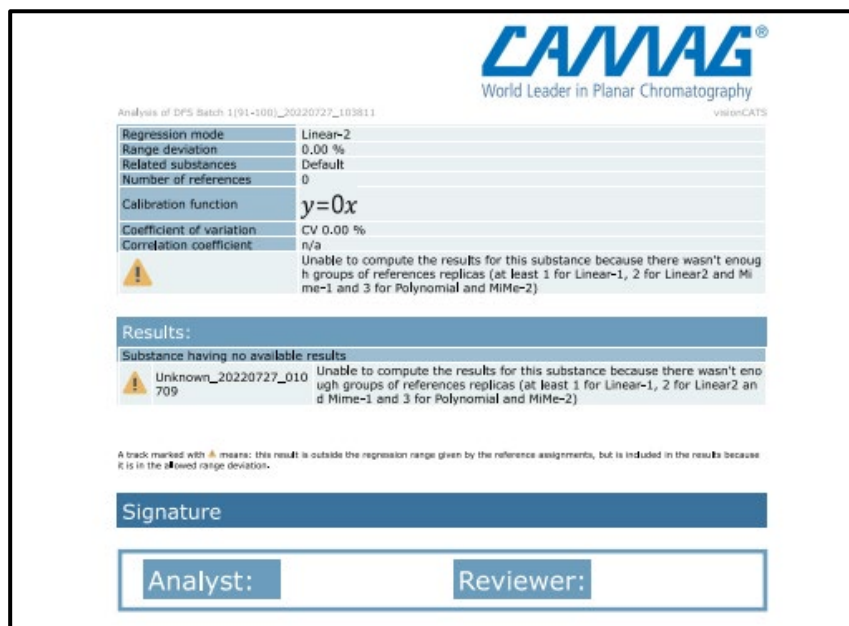 CAMAG®
World Leader in Planar Chromatography
Analysis of DFS Batch 1(91-100)_20220727_103811 visionCATS
Regression mode Linear-2
Range deviation 0.00 %
Related substances Default
Number of references 0
Calibration function y=0x
Coefficient of variation CV 0.00 %
Correlation coefficient n/a
Unable to compute the results for this substance because there wasn't enoug
h groups of references replicas (at least 1 for Linear-1, 2 for Linear2 and Mi
me-1 and 3 for Polynomial and MiMe-2)
Results:
Substance having no available results
Unknown_20220727_010
709
Unable to compute the results for this substance because there wasn't eno
ugh groups of references replicas (at least 1 for Linear-1, 2 for Linear2 an
d Mime-1 and 3 for Polynomial and MiMe-2)
A track marked with ⚠ means: this result is outside the regression range given by the reference assignments, but is included in the results because
it is in the allowed range deviation.
Signature
Analyst: Reviewer: